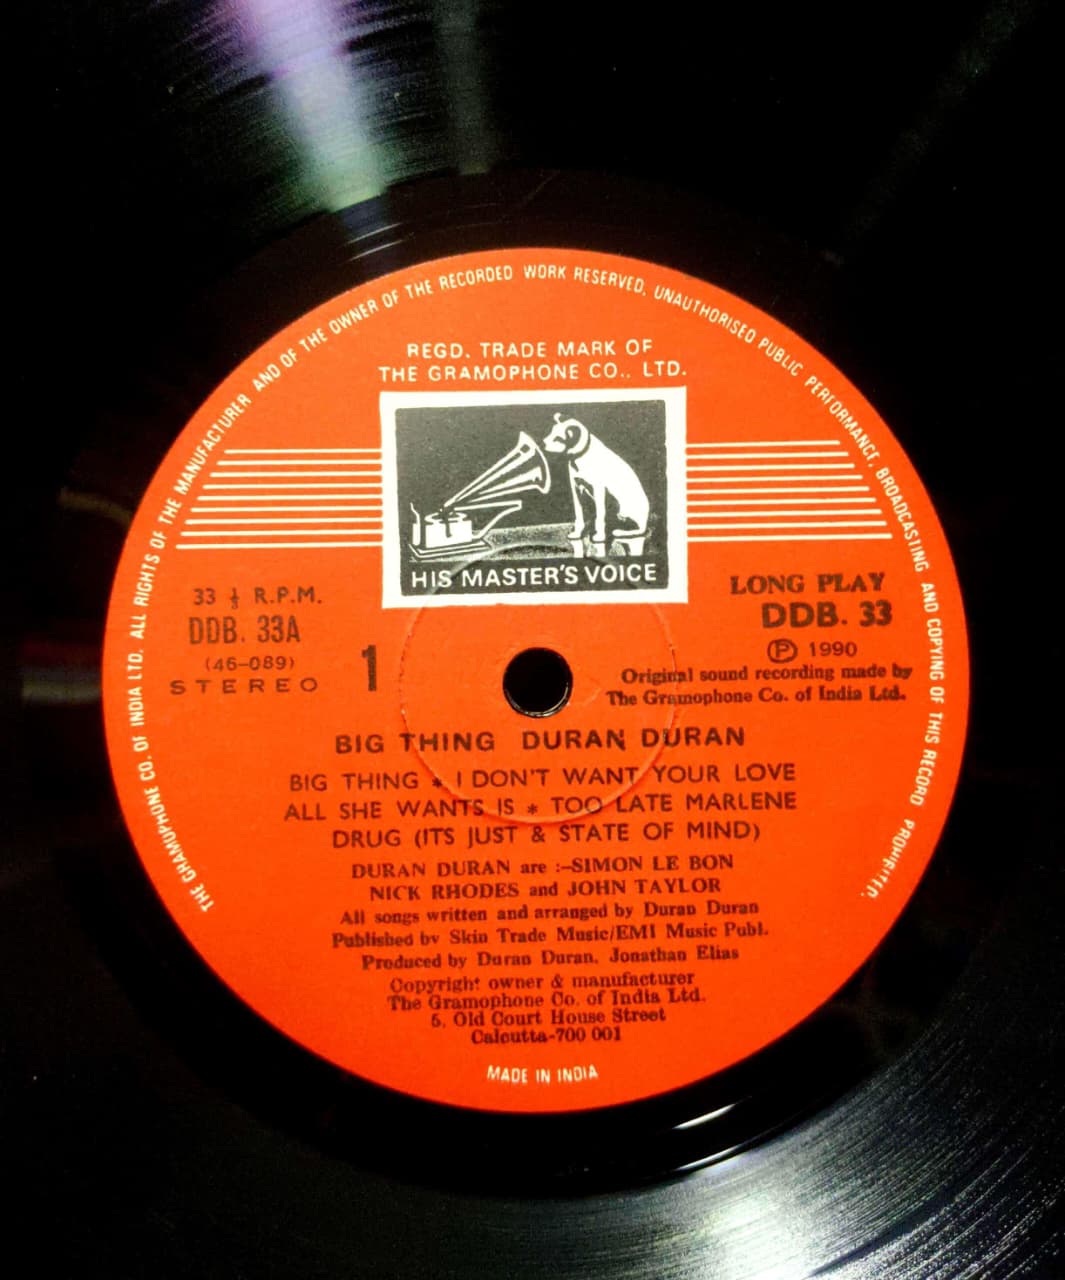 THE GRAMOPHONE CO. OF INDIA LTD. ALL RIGHTS OF THE MANUFACTURER AND OF THE OWNER OF THE RECORDED WORK RESERVED, UNAUTHORISED PUBLIC PERFORMANCE, BROADCASTING AND COPYING OF THIS RECORD PROHIBITED.
REGD. TRADE MARK OF
THE GRAMOPHONE CO., LTD.
HIS MASTER'S VOICE
33 ⅓ R.P.M.
DDB. 33A
(46-089)
STEREO
1
LONG PLAY
DDB. 33
Ⓟ 1990
Original sound recording made by
The Gramophone Co. of India Ltd.
BIG THING DURAN DURAN
BIG THING * I DON'T WANT YOUR LOVE
ALL SHE WANTS IS * TOO LATE MARLENE
DRUG (ITS JUST & STATE OF MIND)
DURAN DURAN are :–SIMON LE BON
NICK RHODES and JOHN TAYLOR
All songs written and arranged by Duran Duran
Published by Skin Trade Music/EMI Music Publ.
Produced by Duran Duran. Jonathan Elias
Copyright owner & manufacturer
The Gramophone Co. of India Ltd.
6, Old Court House Street
Calcutta-700 001
MADE IN INDIA